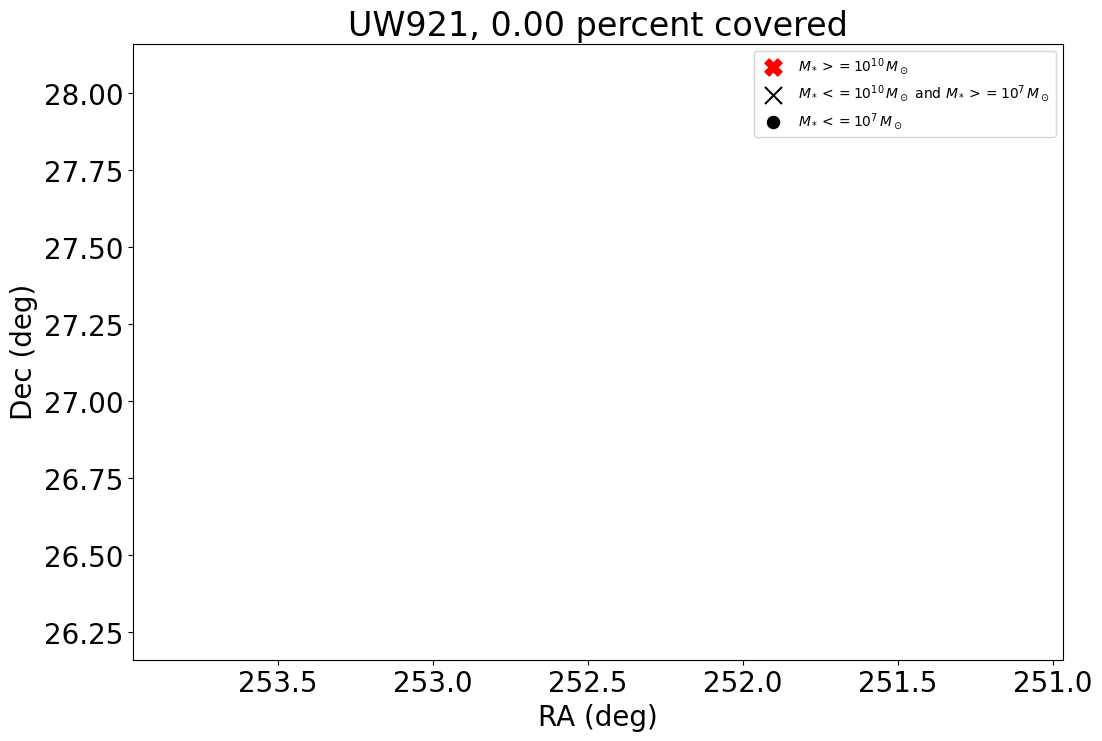 UW921, 0.00 percent covered
M* >= 10^10 M⊙
M* <= 10^10 M⊙ and M* >= 10^7 M⊙
M* <= 10^7 M⊙
28.00
27.75
27.50
27.25
27.00
26.75
26.50
26.25
Dec (deg)
253.5 253.0 252.5 252.0 251.5 251.0
RA (deg)